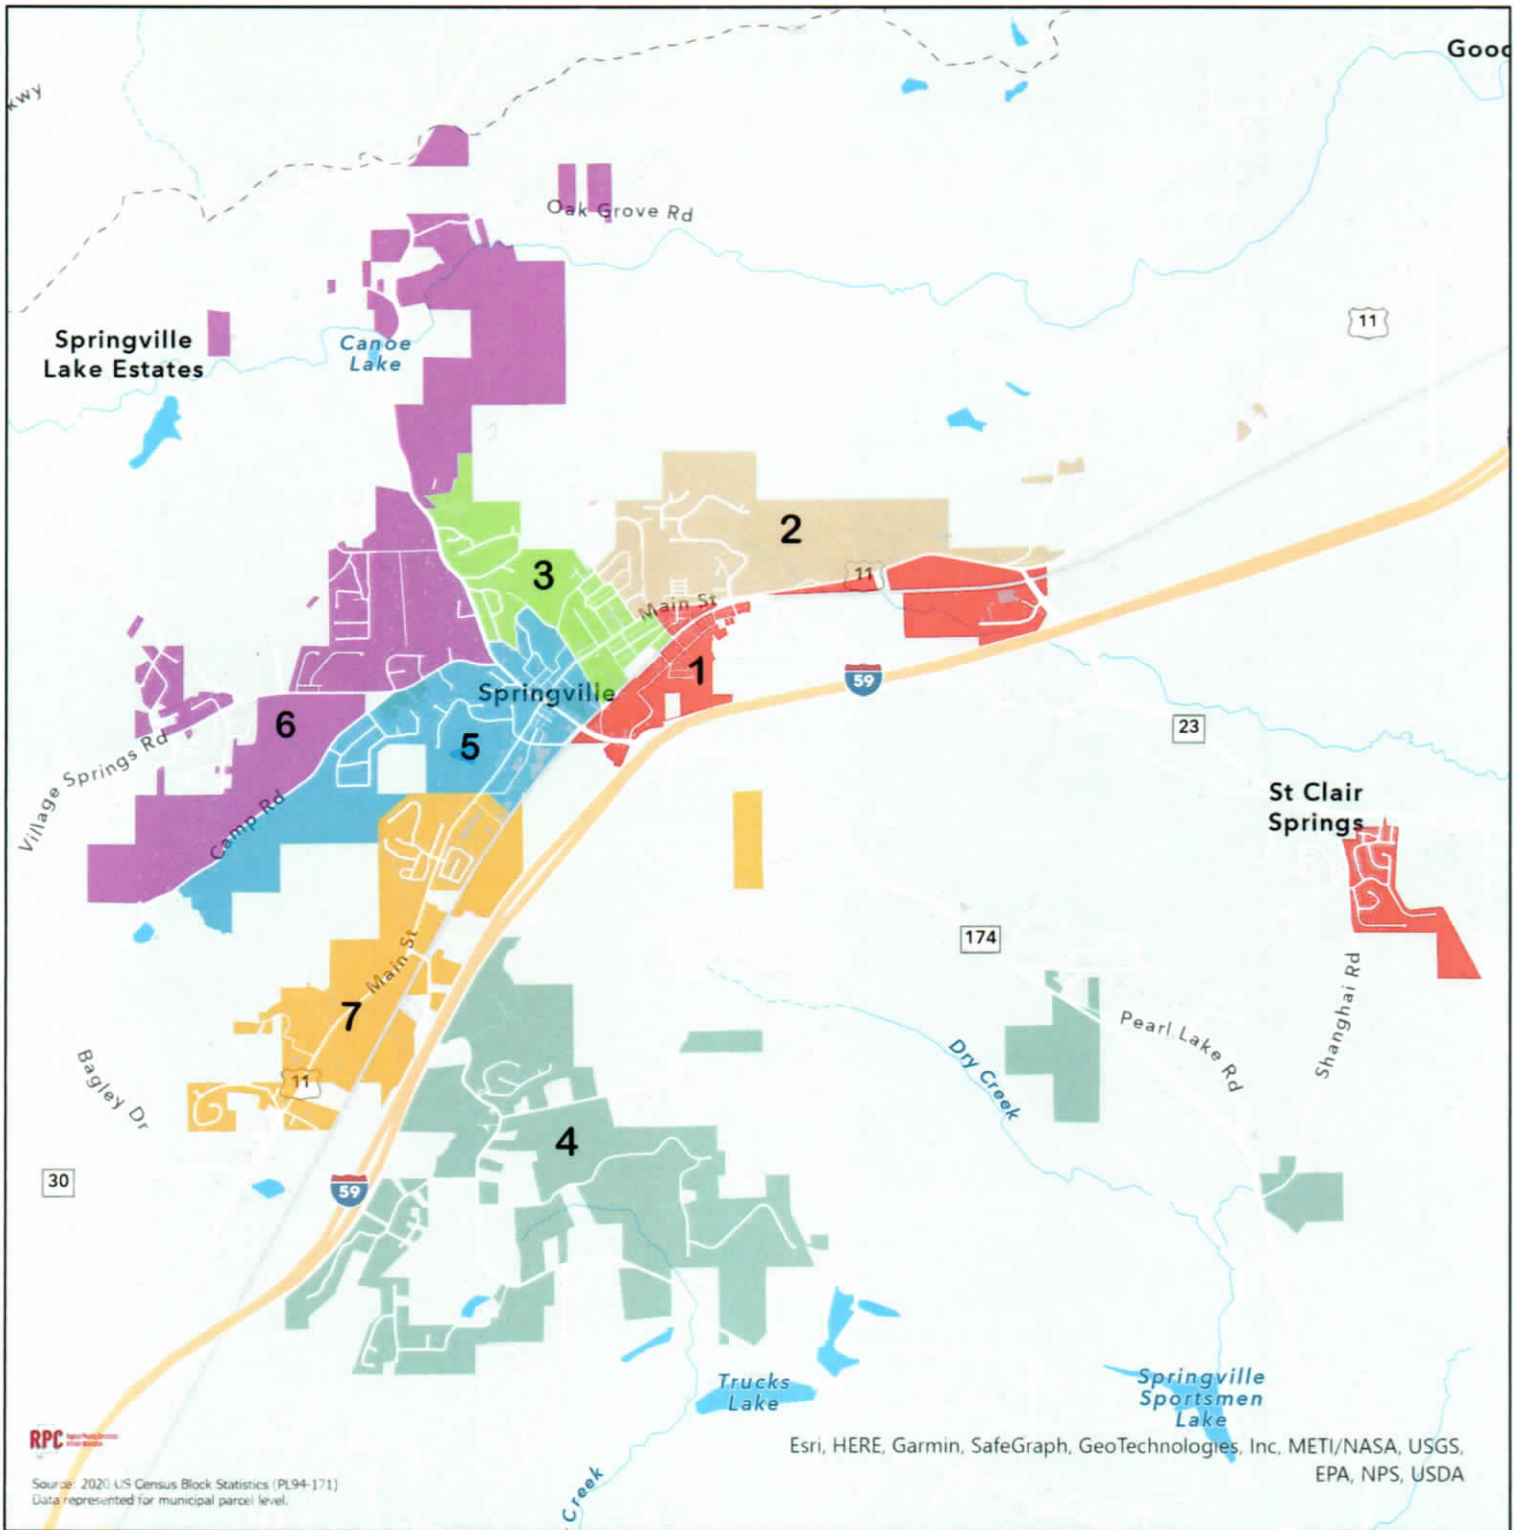 Good
kwy
Oak Grove Rd
11
Springville
Lake Estates
Canoe
Lake
2
3
11
Main St
1
59
Springville
6
5
23
Village Springs Rd
Camp Rd
St Clair
Springs
174
Main St
7
Pearl Lake Rd
Shanghai Rd
Dry Creek
Bagley Dr
11
4
30
59
Trucks
Lake
Springville
Sportsmen
Lake
RPC
Esri, HERE, Garmin, SafeGraph, GeoTechnologies, Inc, METI/NASA, USGS,
EPA, NPS, USDA
Source: 2020 US Census Block Statistics (PL94-171)
Data represented for municipal parcel level.
Creek